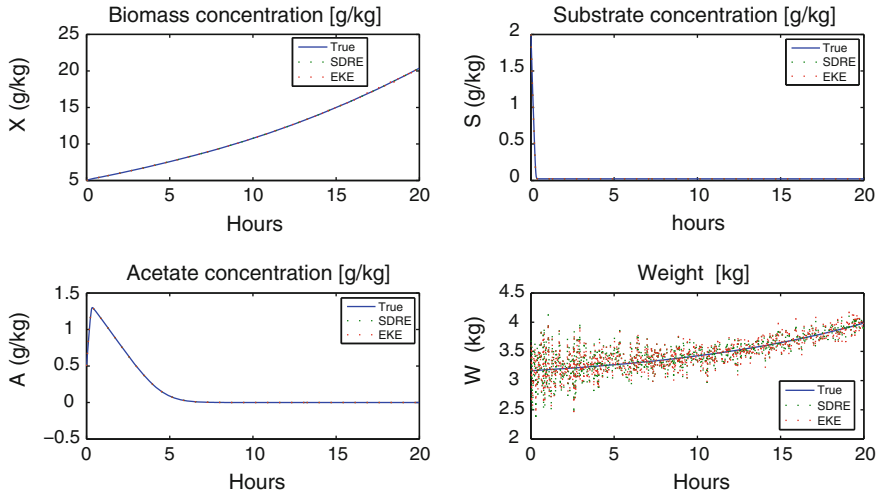 Biomass concentration [g/kg]
25
20
15
10
5
X (g/kg)
True
SDRE
EKE
0
5
10
15
20
Hours
Substrate concentration [g/kg]
2
1.5
1
0.5
0
S (g/kg)
True
SDRE
EKE
0
5
10
15
20
hours
Acetate concentration [g/kg]
1.5
1
0.5
0
−0.5
A (g/kg)
True
SDRE
EKE
0
5
10
15
20
Hours
Weight [kg]
4.5
4
3.5
3
2.5
2
W (kg)
True
SDRE
EKE
0
5
10
15
20
Hours